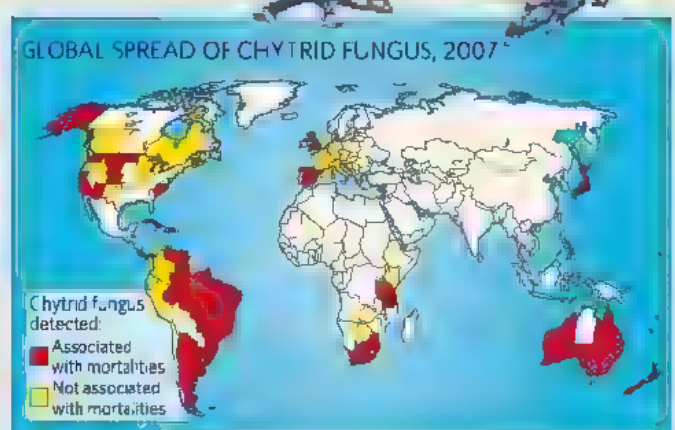 GLOBAL SPREAD OF CHYTRID FUNGUS, 2007
Chytrid fungus
detected:
Associated
with mortalities
Not associated
with mortalities